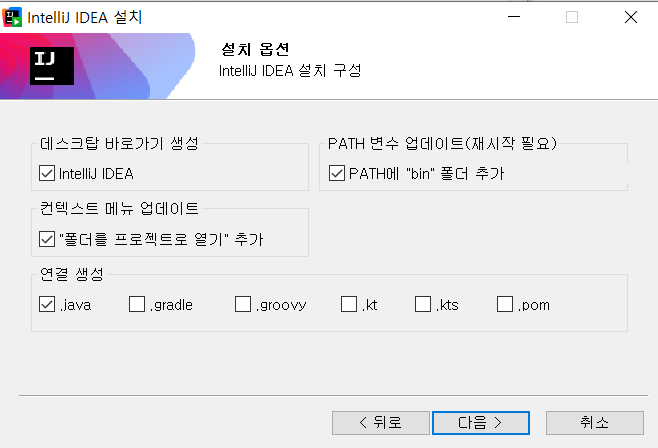 IntelliJ IDEA 설치
IJ
설치 옵션
IntelliJ IDEA 설치 구성
데스크탑 바로가기 생성
IntelliJ IDEA
PATH 변수 업데이트(재시작 필요)
PATH에 "bin" 폴더 추가
컨텍스트 메뉴 업데이트
"폴더를 프로젝트로 열기" 추가
연결 생성
.java .gradle .groovy .kt .kts .pom
< 뒤로 다음 > 취소